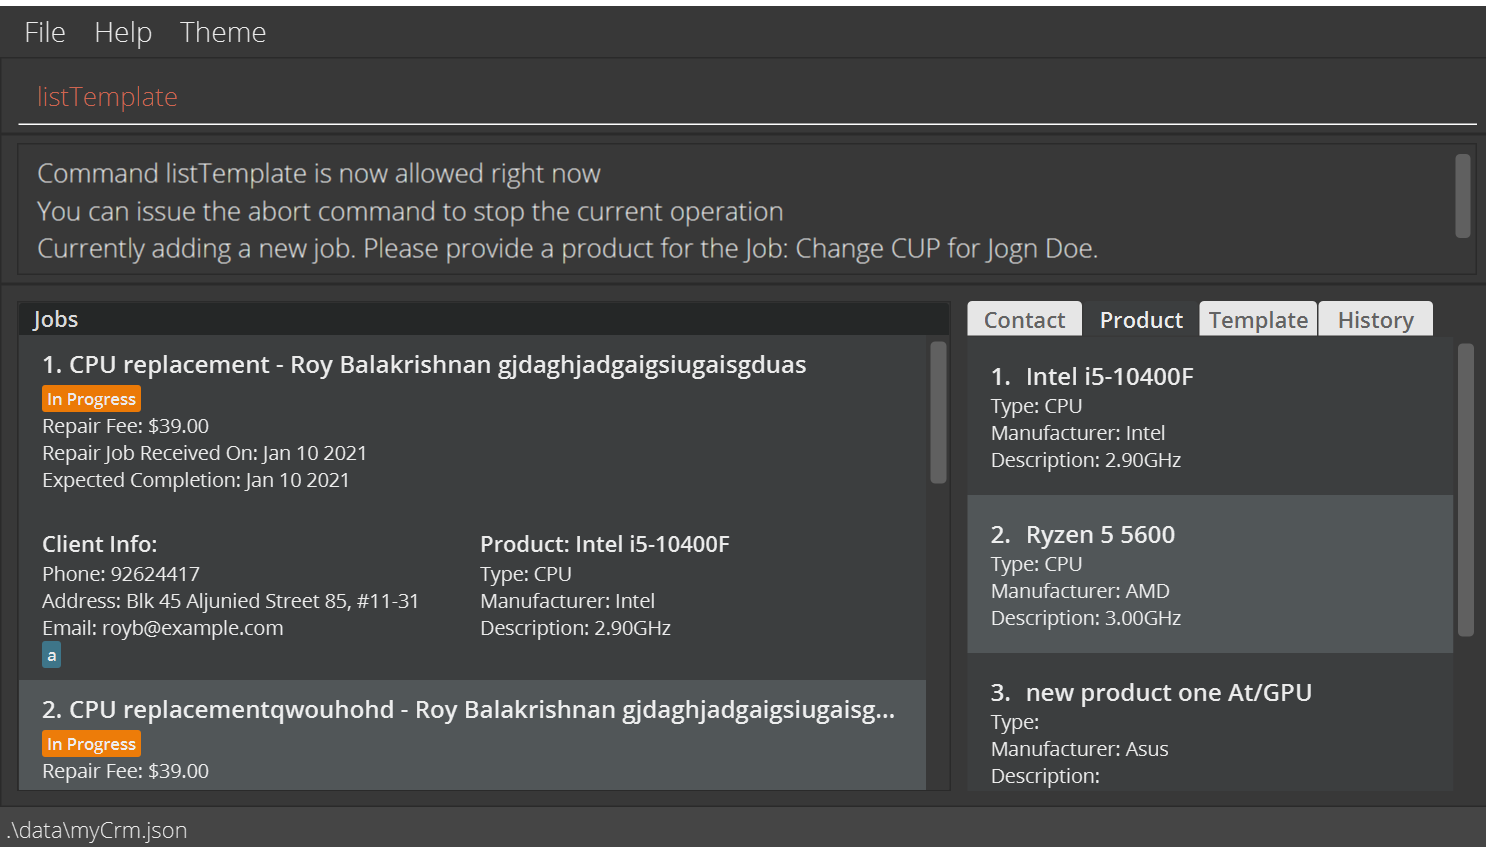 File Help Theme
listTemplate
Command listTemplate is now allowed right now
You can issue the abort command to stop the current operation
Currently adding a new job. Please provide a product for the Job: Change CUP for Jogn Doe.
Jobs
1. CPU replacement - Roy Balakrishnan gjdaghjadgaigsiugaisgduas
In Progress
Repair Fee: $39.00
Repair Job Received On: Jan 10 2021
Expected Completion: Jan 10 2021
Client Info:
Phone: 92624417
Address: Blk 45 Aljunied Street 85, #11-31
Email: royb@example.com
a
Product: Intel i5-10400F
Type: CPU
Manufacturer: Intel
Description: 2.90GHz
2. CPU replacementqwouhohd - Roy Balakrishnan gjdaghjadgaigsiugaisg...
In Progress
Repair Fee: $39.00
Contact Product Template History
1. Intel i5-10400F
Type: CPU
Manufacturer: Intel
Description: 2.90GHz
2. Ryzen 5 5600
Type: CPU
Manufacturer: AMD
Description: 3.00GHz
3. new product one At/GPU
Type:
Manufacturer: Asus
Description:
.\data\myCrm.json